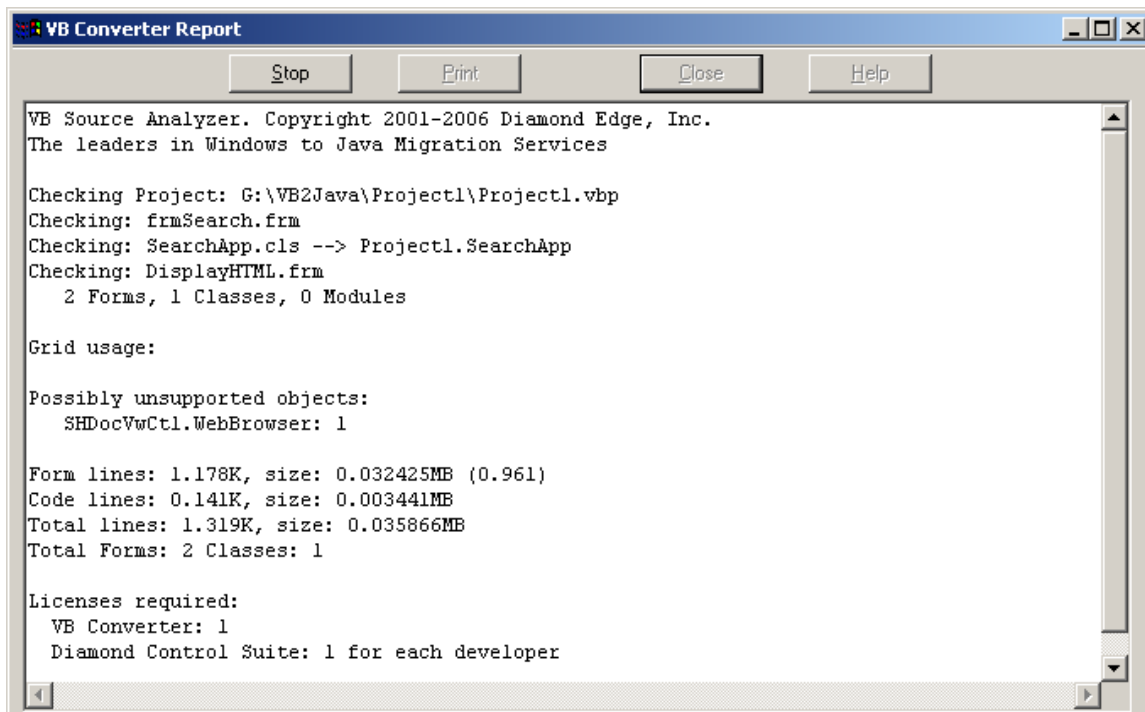 VB Converter Report
Stop Print Close Help
VB Source Analyzer. Copyright 2001-2006 Diamond Edge, Inc.
The leaders in Windows to Java Migration Services
Checking Project: G:\VB2Java\Project1\Project1.vbp
Checking: frmSearch.frm
Checking: SearchApp.cls --> Project1.SearchApp
Checking: DisplayHTML.frm
2 Forms, 1 Classes, 0 Modules
Grid usage:
Possibly unsupported objects:
SHDocVwCtl.WebBrowser: 1
Form lines: 1.178K, size: 0.032425MB (0.961)
Code lines: 0.141K, size: 0.003441MB
Total lines: 1.319K, size: 0.035866MB
Total Forms: 2 Classes: 1
Licenses required:
VB Converter: 1
Diamond Control Suite: 1 for each developer